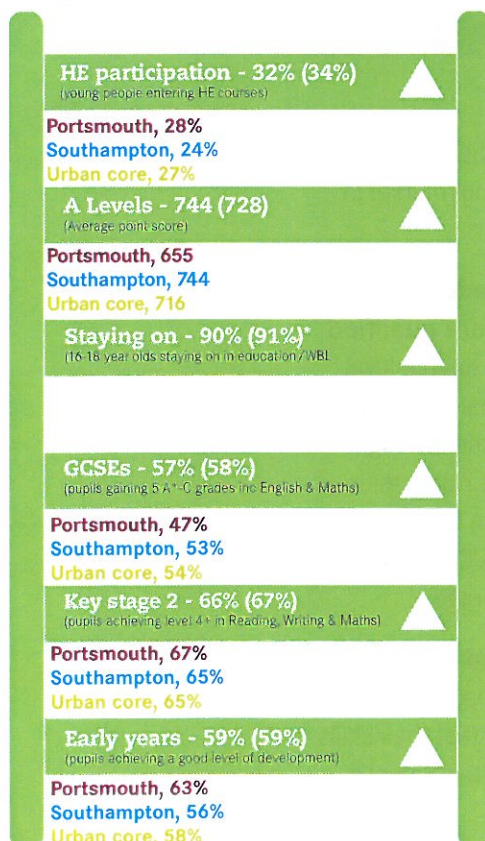 HE participation - 32% (34%)
(young people entering HE courses)
Portsmouth, 28%
Southampton, 24%
Urban core, 27%
A Levels - 744 (728)
(Average point score)
Portsmouth, 655
Southampton, 744
Urban core, 716
Staying on - 90% (91%)*
(16-18 year olds staying on in education / WBL
GCSEs - 57% (58%)
(pupils gaining 5 A*-C grades inc English & Maths)
Portsmouth, 47%
Southampton, 53%
Urban core, 54%
Key stage 2 - 66% (67%)
(pupils achieving level 4+ in Reading, Writing & Maths)
Portsmouth, 67%
Southampton, 65%
Urban core, 65%
Early years - 59% (59%)
(pupils achieving a good level of development)
Portsmouth, 63%
Southampton, 56%
Urban core, 58%